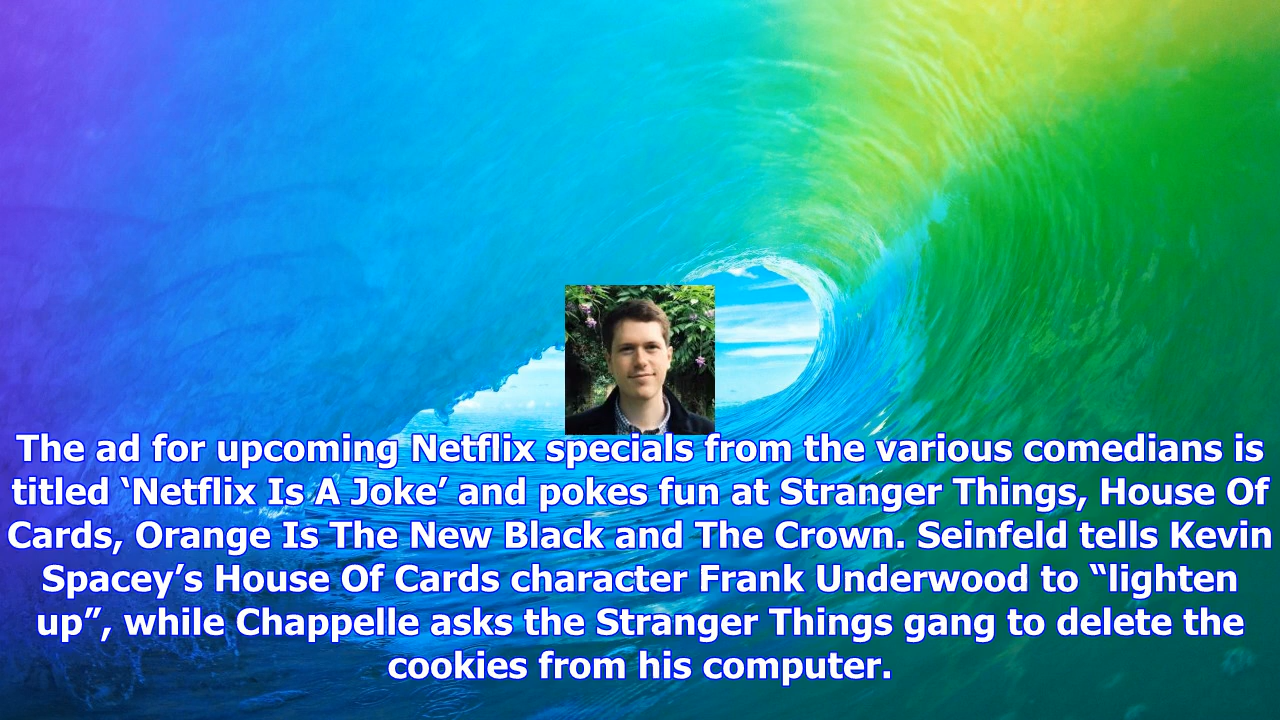 The ad for upcoming Netflix specials from the various comedians is
titled ‘Netflix Is A Joke’ and pokes fun at Stranger Things, House Of
Cards, Orange Is The New Black and The Crown. Seinfeld tells Kevin
Spacey’s House Of Cards character Frank Underwood to “lighten
up”, while Chappelle asks the Stranger Things gang to delete the
cookies from his computer.